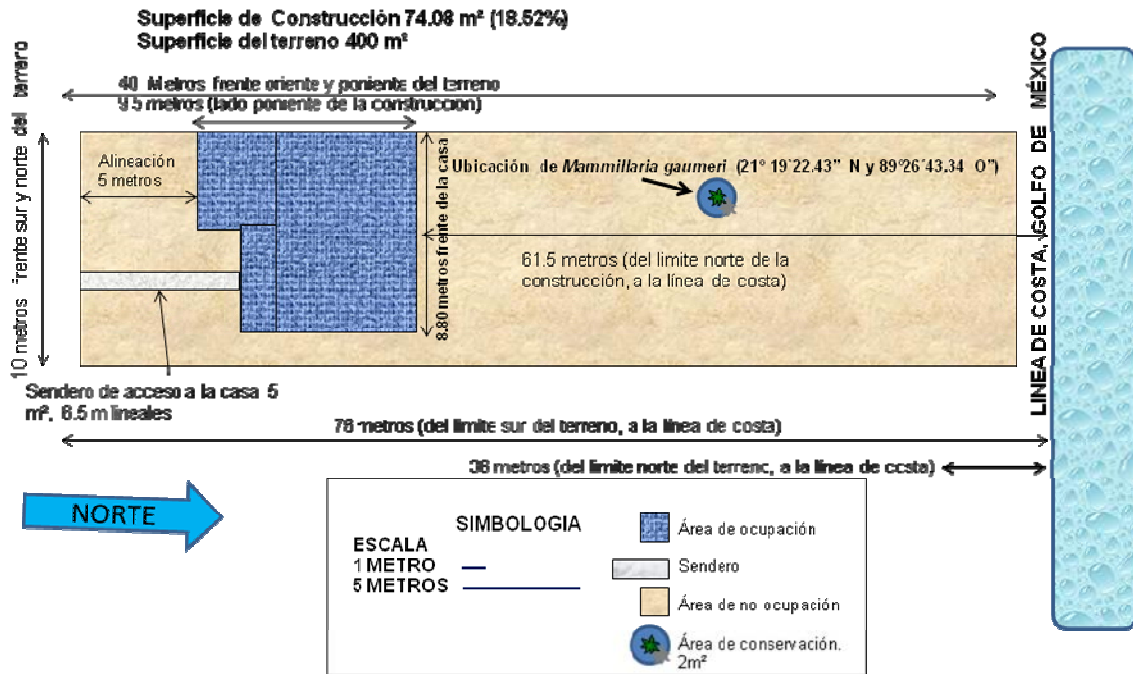 Superficie de Construcción 74.08 m² (18.52%)
Superficie del terreno 400 m²
40 Metros frente oriente y poniente del terreno
9.5 metros (lado poniente de la construccion)
10 metros frente sur y norte del terreno
Alineación
5 metros
8.80 metros frente de la casa
Ubicación de Mammillaria gaumeri (21° 19´22.43" N y 89°26´43.34 O")
61.5 metros (del limite norte de la
construcción, a la línea de costa)
LINEA DE COSTA, GOLFO DE MÉXICO
Sendero de acceso a la casa 5
m², 6.5 m lineales
76 metros (del limite sur del terreno, a la línea de costa)
36 metros (del limite norte del terreno, a la línea de costa)
NORTE
SIMBOLOGIA
ESCALA
1 METRO
5 METROS
Área de ocupación
Sendero
Área de no ocupación
Área de conservación.
2m²